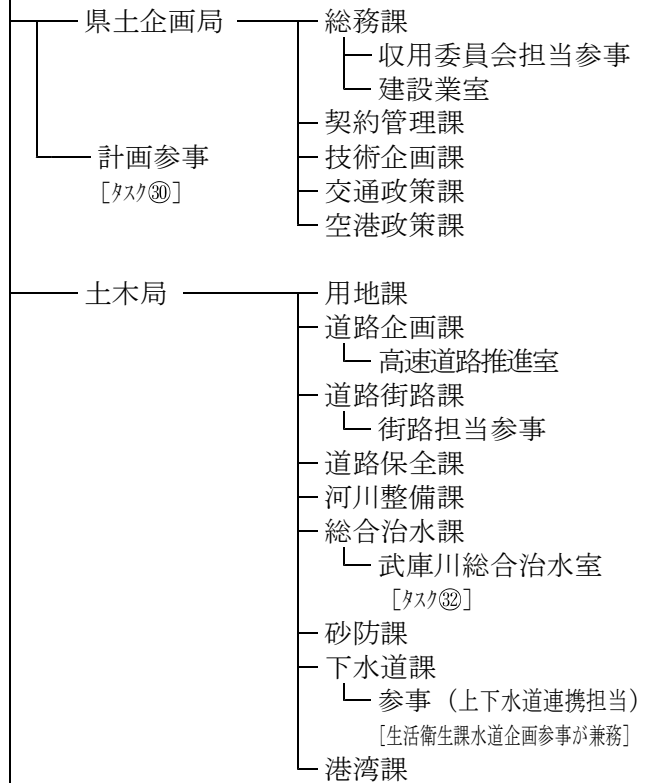 県土企画局 総務課
収用委員会担当参事
建設業室
契約管理課
計画参事 技術企画課
[ﾀｽｸ㉚] 交通政策課
空港政策課
土木局 用地課
道路企画課
高速道路推進室
道路街路課
街路担当参事
道路保全課
河川整備課
総合治水課
武庫川総合治水室
[ﾀｽｸ㉜]
砂防課
下水道課
参事（上下水道連携担当）
[生活衛生課水道企画参事が兼務]
港湾課